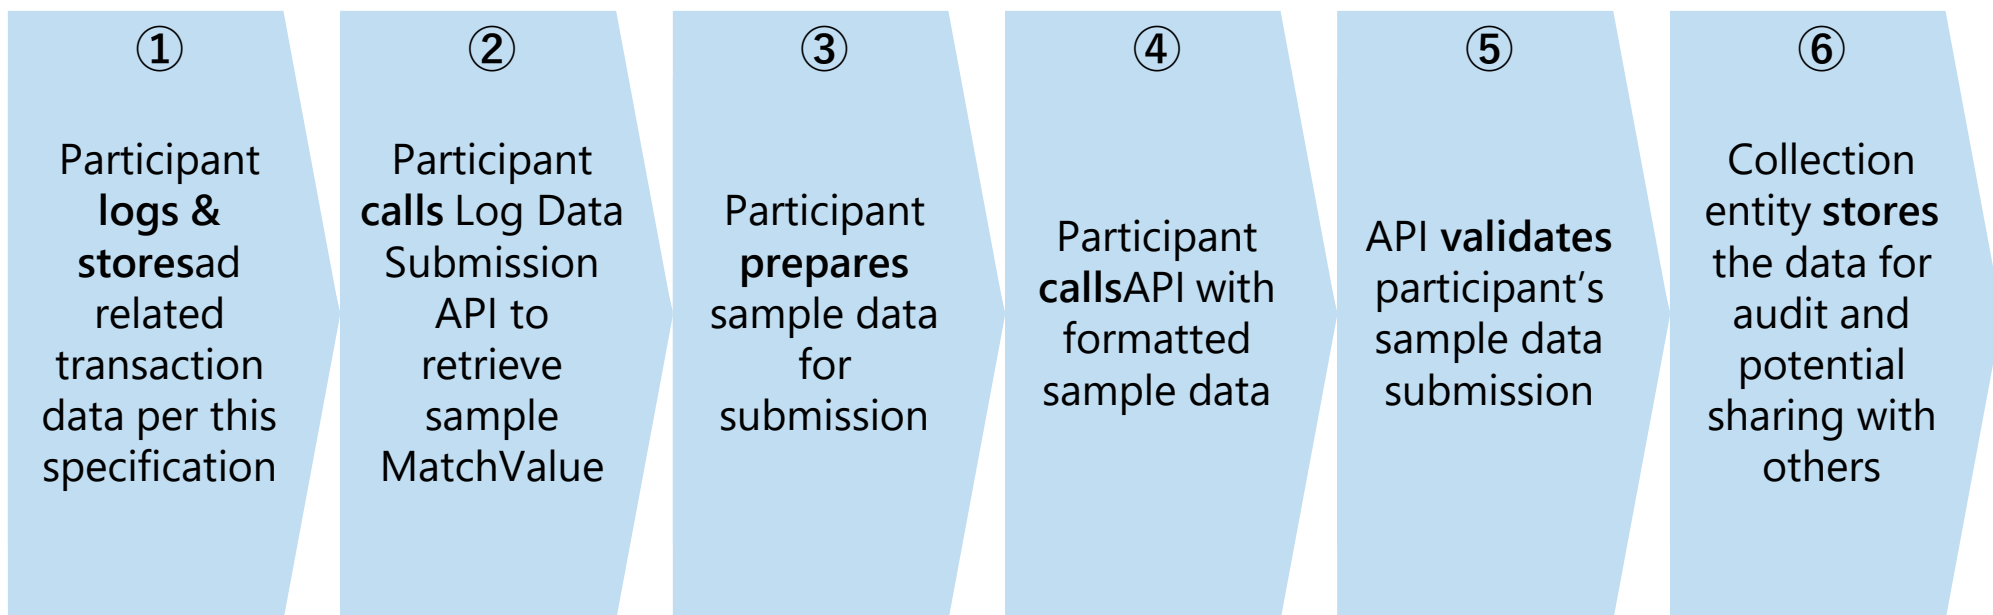 ①
Participant
logs &
storesad
related
transaction
data per this
specification
②
Participant
calls Log Data
Submission
API to
retrieve
sample
MatchValue
③
Participant
prepares
sample data
for
submission
④
Participant
callsAPI with
formatted
sample data
⑤
API validates
participant‘s
sample data
submission
⑥
Collection
entity stores
the data for
audit and
potential
sharing with
others